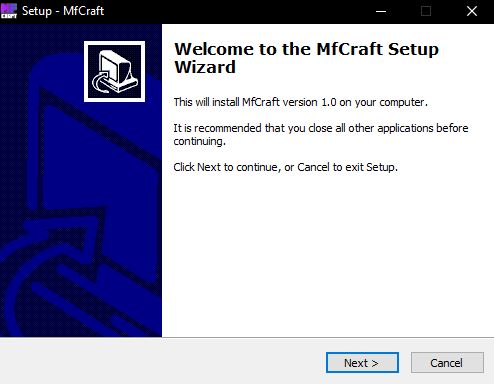 MF
CRAFT
Setup - MfCraft
Welcome to the MfCraft Setup
Wizard
This will install MfCraft version 1.0 on your computer.
It is recommended that you close all other applications before
continuing.
Click Next to continue, or Cancel to exit Setup.
Next >
Cancel